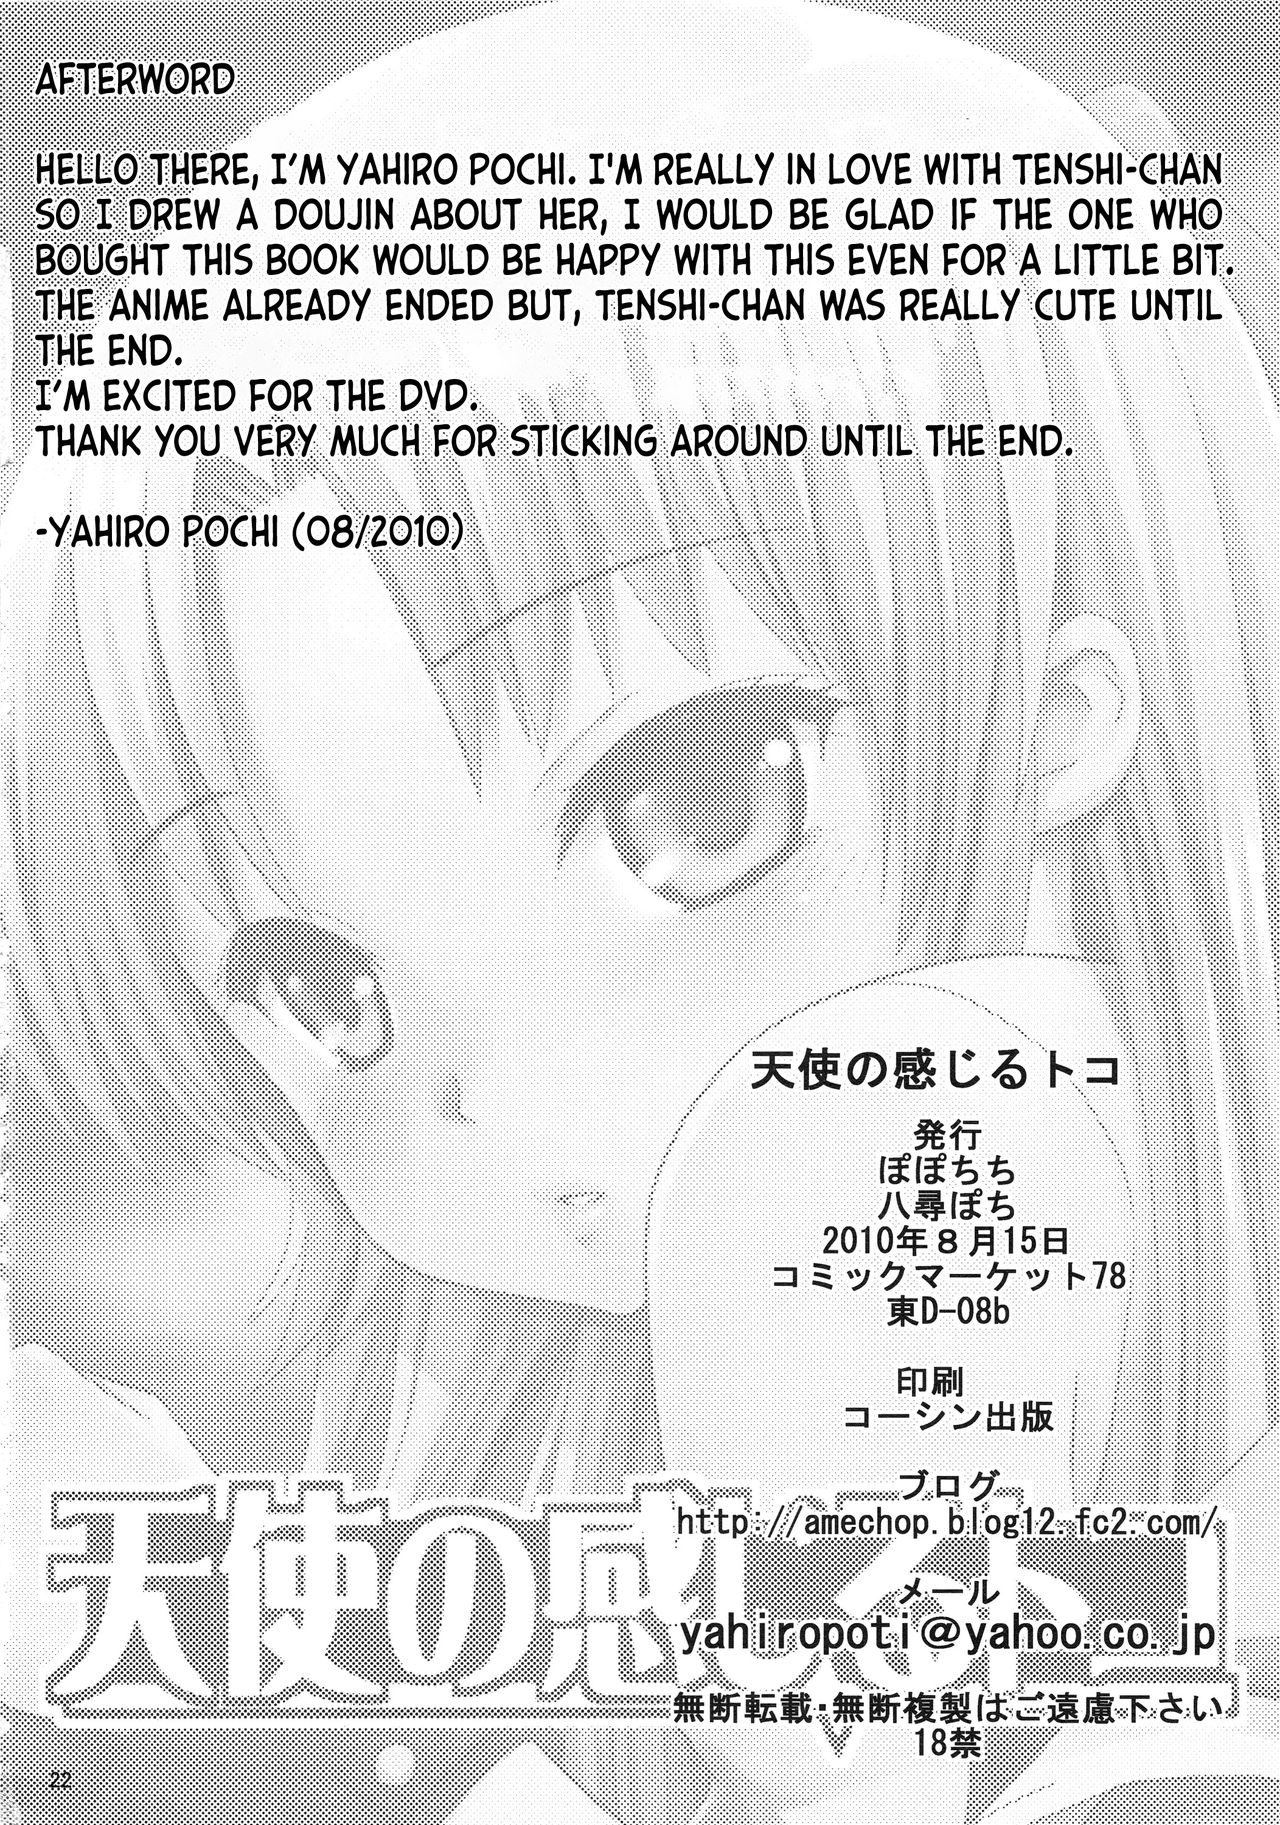 AFTERWORD
HELLO THERE, I'M YAHIRO POCHI. I'M REALLY IN LOVE WITH TENSHI-CHAN
SO I DREW A DOUJIN ABOUT HER, I WOULD BE GLAD IF THE ONE WHO
BOUGHT THIS BOOK WOULD BE HAPPY WITH THIS EVEN FOR A LITTLE BIT.
THE ANIME ALREADY ENDED BUT, TENSHI-CHAN WAS REALLY CUTE UNTIL
THE END.
I'M EXCITED FOR THE DVD.
THANK YOU VERY MUCH FOR STICKING AROUND UNTIL THE END.
-YAHIRO POCHI (08/2010)
天使の感じるトコ
発行
ぽぽちち
八尋ぽち
2010年８月15日
コミックマーケット78
東D-08b
印刷
コーシン出版
ブログ
http://amechop.blog12.fc2.com/
メール
yahiropoti@yahoo.co.jp
無断転載・無断複製はご遠慮下さい
18禁
天使の感じるトコ
22